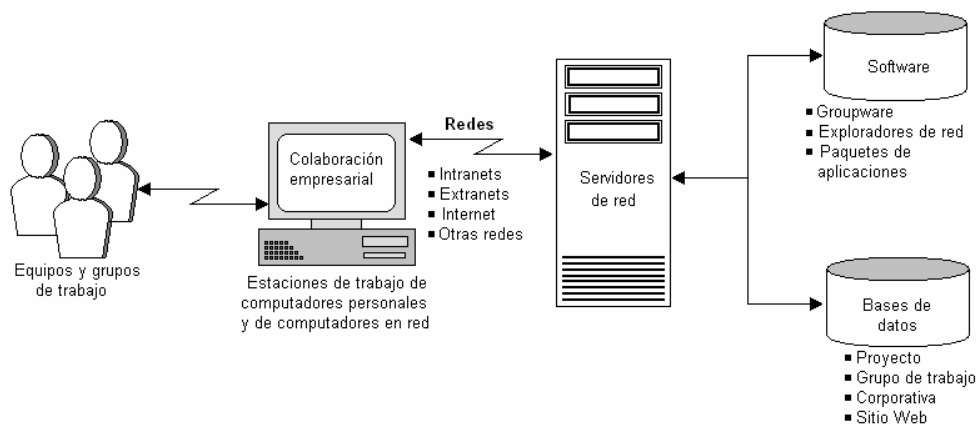 Equipos y grupos
de trabajo
Colaboración
empresarial
Estaciones de trabajo de
computadores personales
y de computadores en red
Redes
▪ Intranets
▪ Extranets
▪ Internet
▪ Otras redes
Servidores
de red
Software
▪ Groupware
▪ Exploradores de red
▪ Paquetes de
aplicaciones
Bases de
datos
▪ Proyecto
▪ Grupo de trabajo
▪ Corporativa
▪ Sitio Web